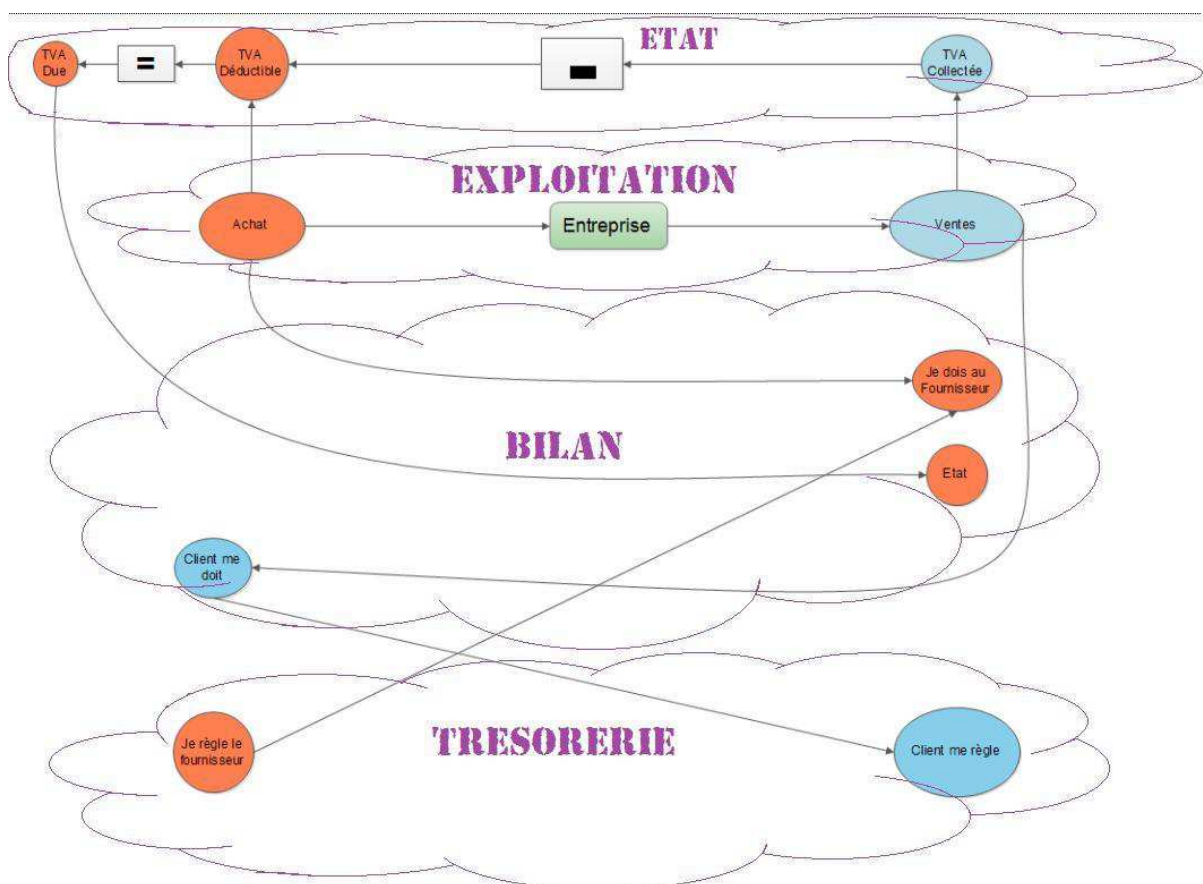 ETAT
TVA
Due
=
TVA
Déductible
-
TVA
Collectée
EXPLOITATION
Achat
Entreprise
Ventes
Je dois au
Fournisseur
BILAN
Etat
Client me
doit
TRESORERIE
Je règle le
fournisseur
Client me règle